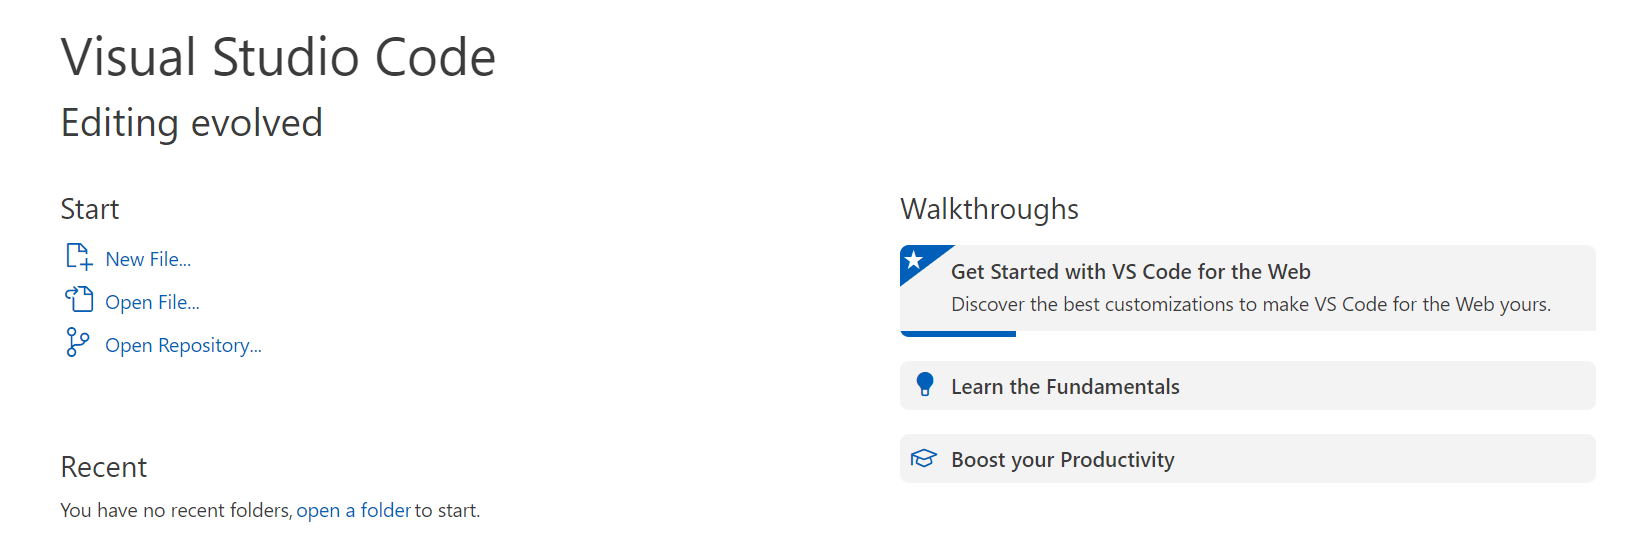 Visual Studio Code
Editing evolved
Start
New File...
Open File...
Open Repository...
Recent
You have no recent folders, open a folder to start.
Walkthroughs
Get Started with VS Code for the Web
Discover the best customizations to make VS Code for the Web yours.
Learn the Fundamentals
Boost your Productivity